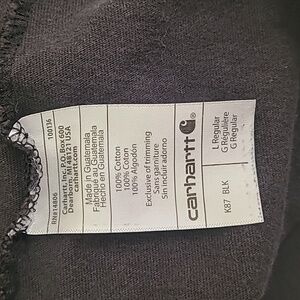 carhartt
L Regular
G Régulière
G Regular
K87 BLK
100% Cotton
100% Cotton
100% Algodón
Exclusive of trimming
Sans garniture
Sin incluir adorno
Made in Guatemala
Fabriqué au Guatemala
Hecho en Guatemala
Carhartt, Inc. P.O. Box 600
Dearborn, MI 48121 USA
carhartt.com
RN#14806
100136